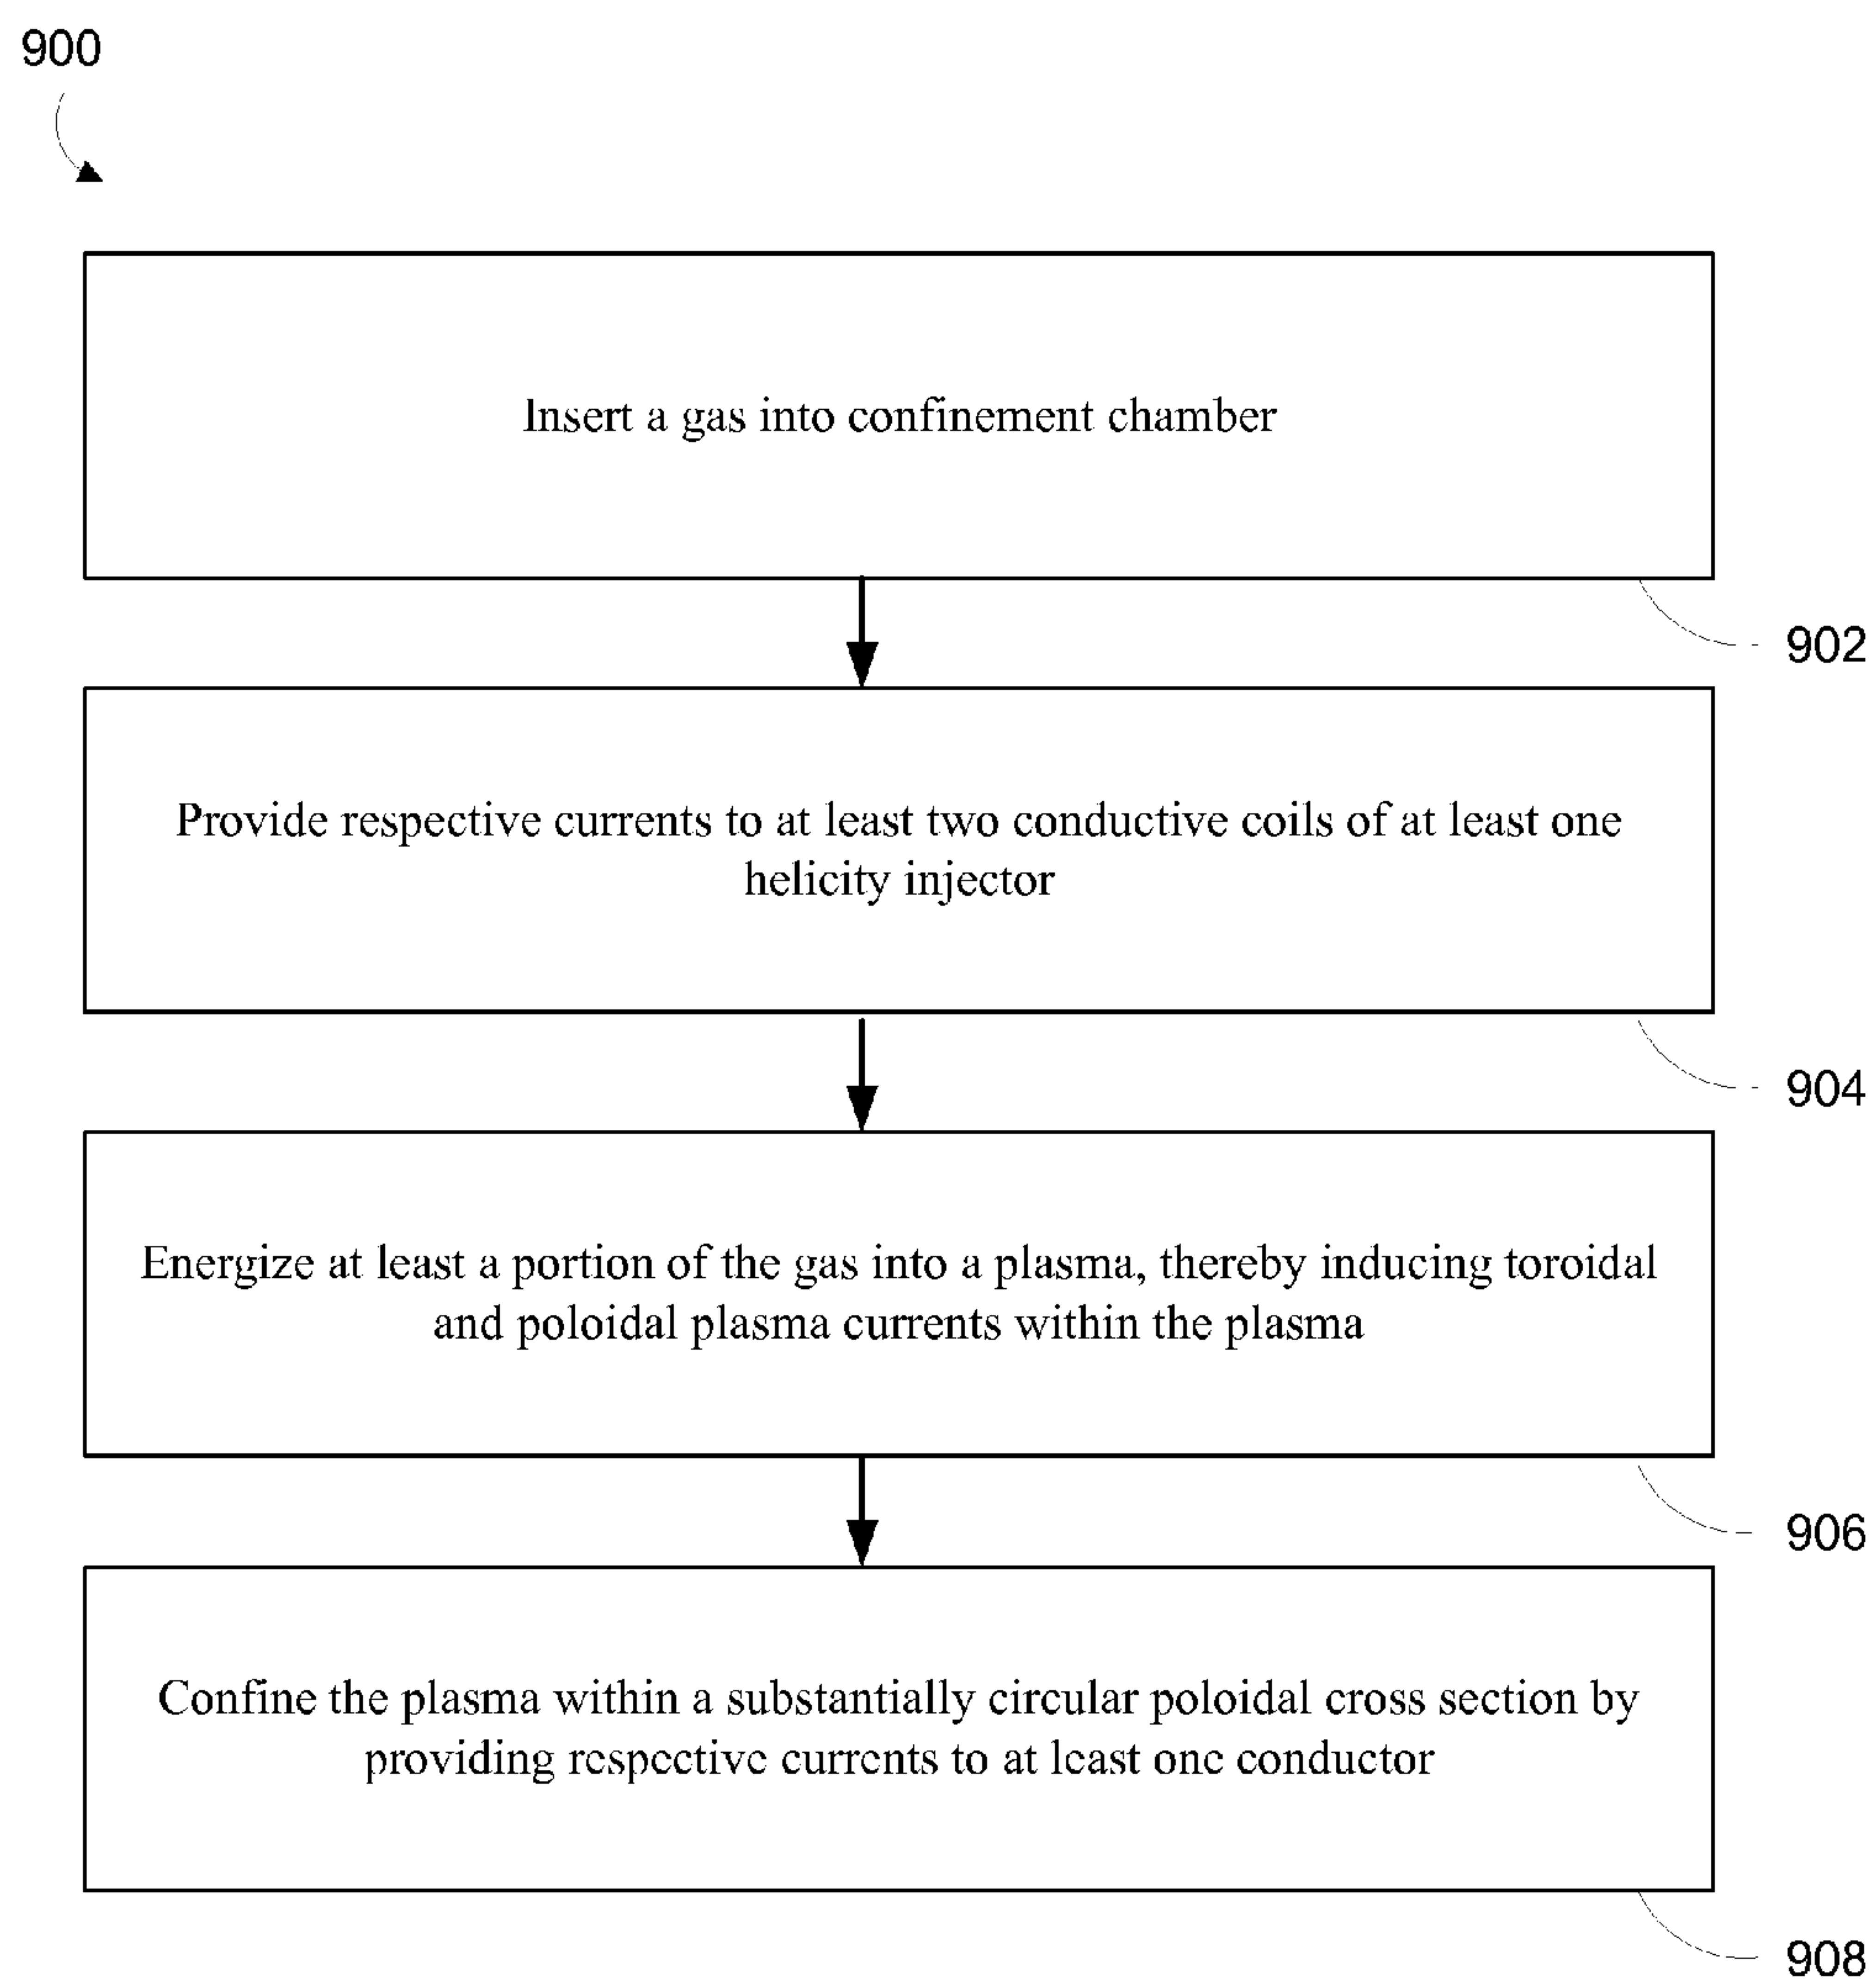 900
Insert a gas into confinement chamber
902
Provide respective currents to at least two conductive coils of at least one
helicity injector
904
Energize at least a portion of the gas into a plasma, thereby inducing toroidal
and poloidal plasma currents within the plasma
906
Confine the plasma within a substantially circular poloidal cross section by
providing respective currents to at least one conductor
908